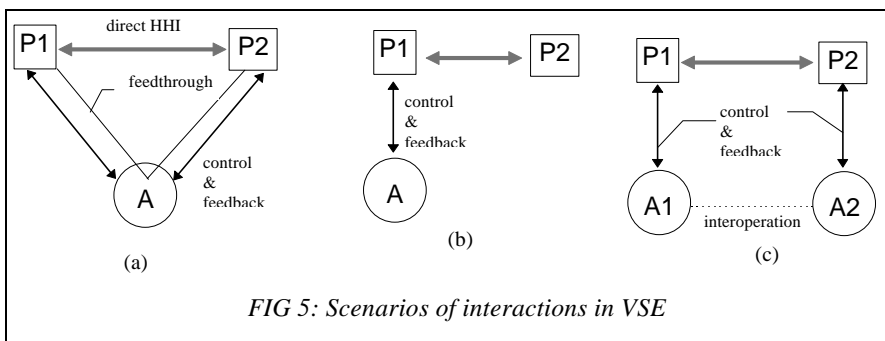 P1
direct HHI
P2
feedthrough
control
&
feedback
A
(a)
P1
P2
control
&
feedback
A
(b)
P1
P2
control
&
feedback
A1
interoperation
A2
(c)
FIG 5: Scenarios of interactions in VSE